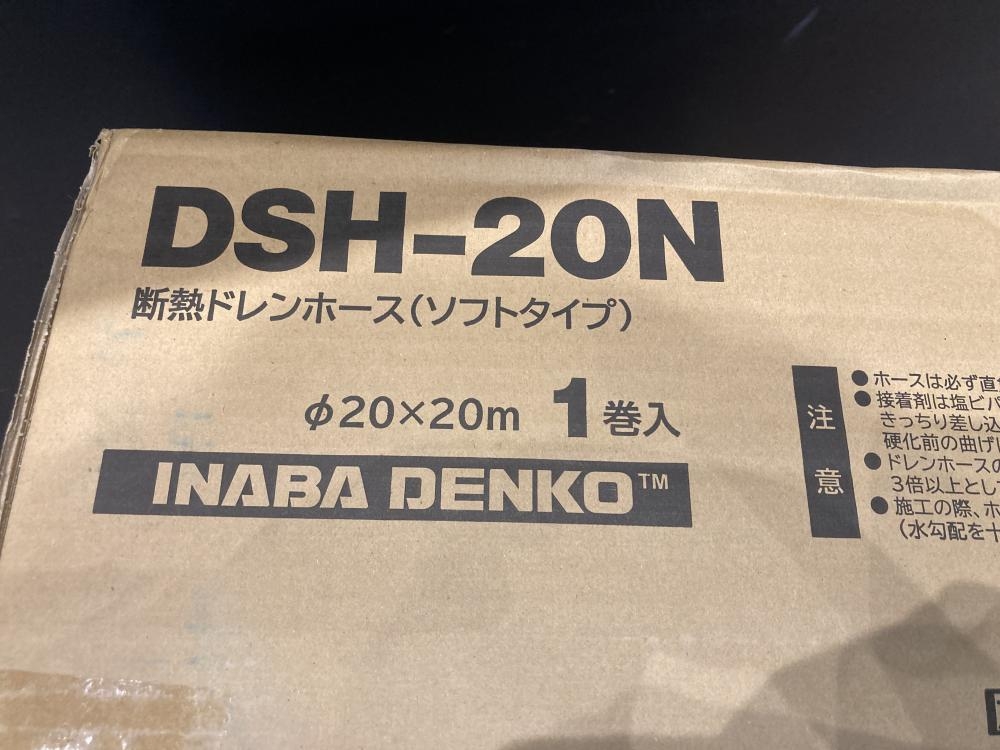 DSH-20N
断熱ドレンホース(ソフトタイプ)
φ20×20m 1巻入
INABA DENKO™
注意
●ホースは必ず直
●接着剤は塩ビパ
きっちり差し込
硬化前の曲げ
●ドレンホースの
3倍以上とし
●施工の際、ホ
(水勾配を十